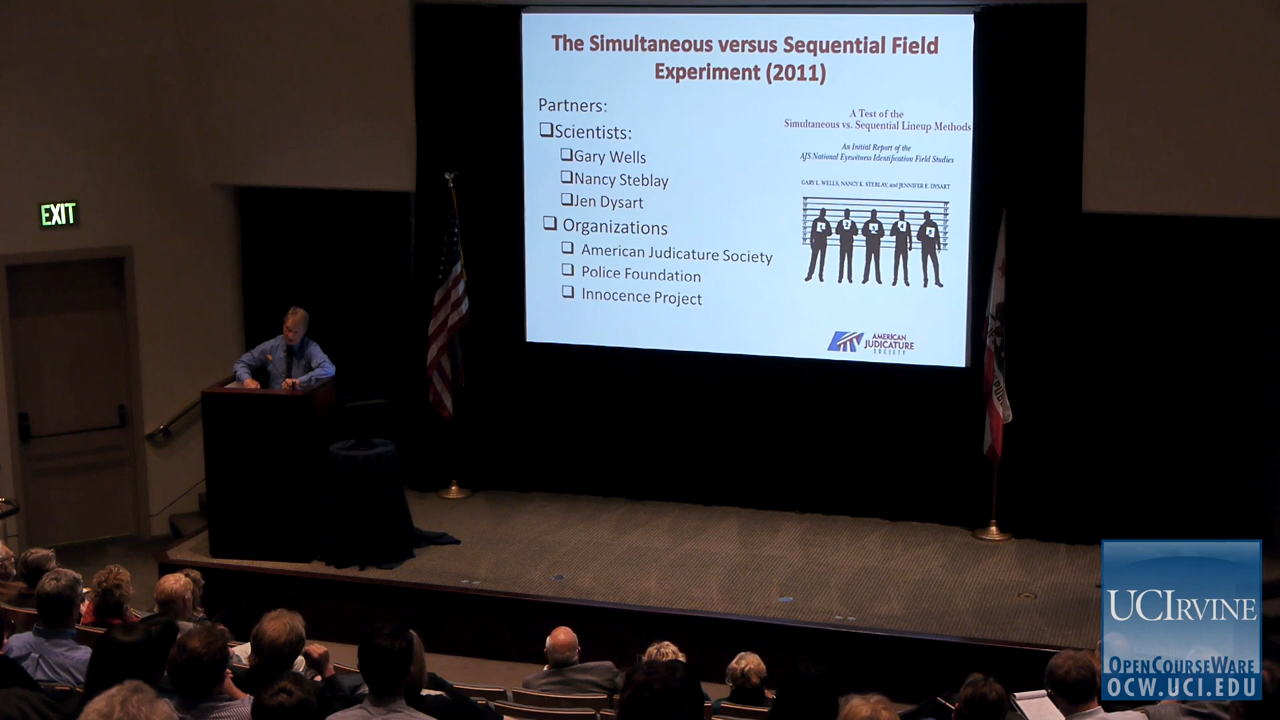 The Simultaneous versus Sequential Field
Experiment (2011)
Partners:
Scientists:
Gary Wells
Nancy Steblay
Jen Dysart
Organizations
American Judicature Society
Police Foundation
Innocence Project
A Test of the
Simultaneous vs. Sequential Lineup Methods
An Initial Report of the
AJS National Eyewitness Identification Field Studies
GARY L. WELLS, NANCY K. STEBLAY, and JENNIFER E. DYSART
AMERICAN
JUDICATURE
SOCIETY
EXIT
UCIRVINE
OPENCOURSEWARE
OCW.UCI.EDU